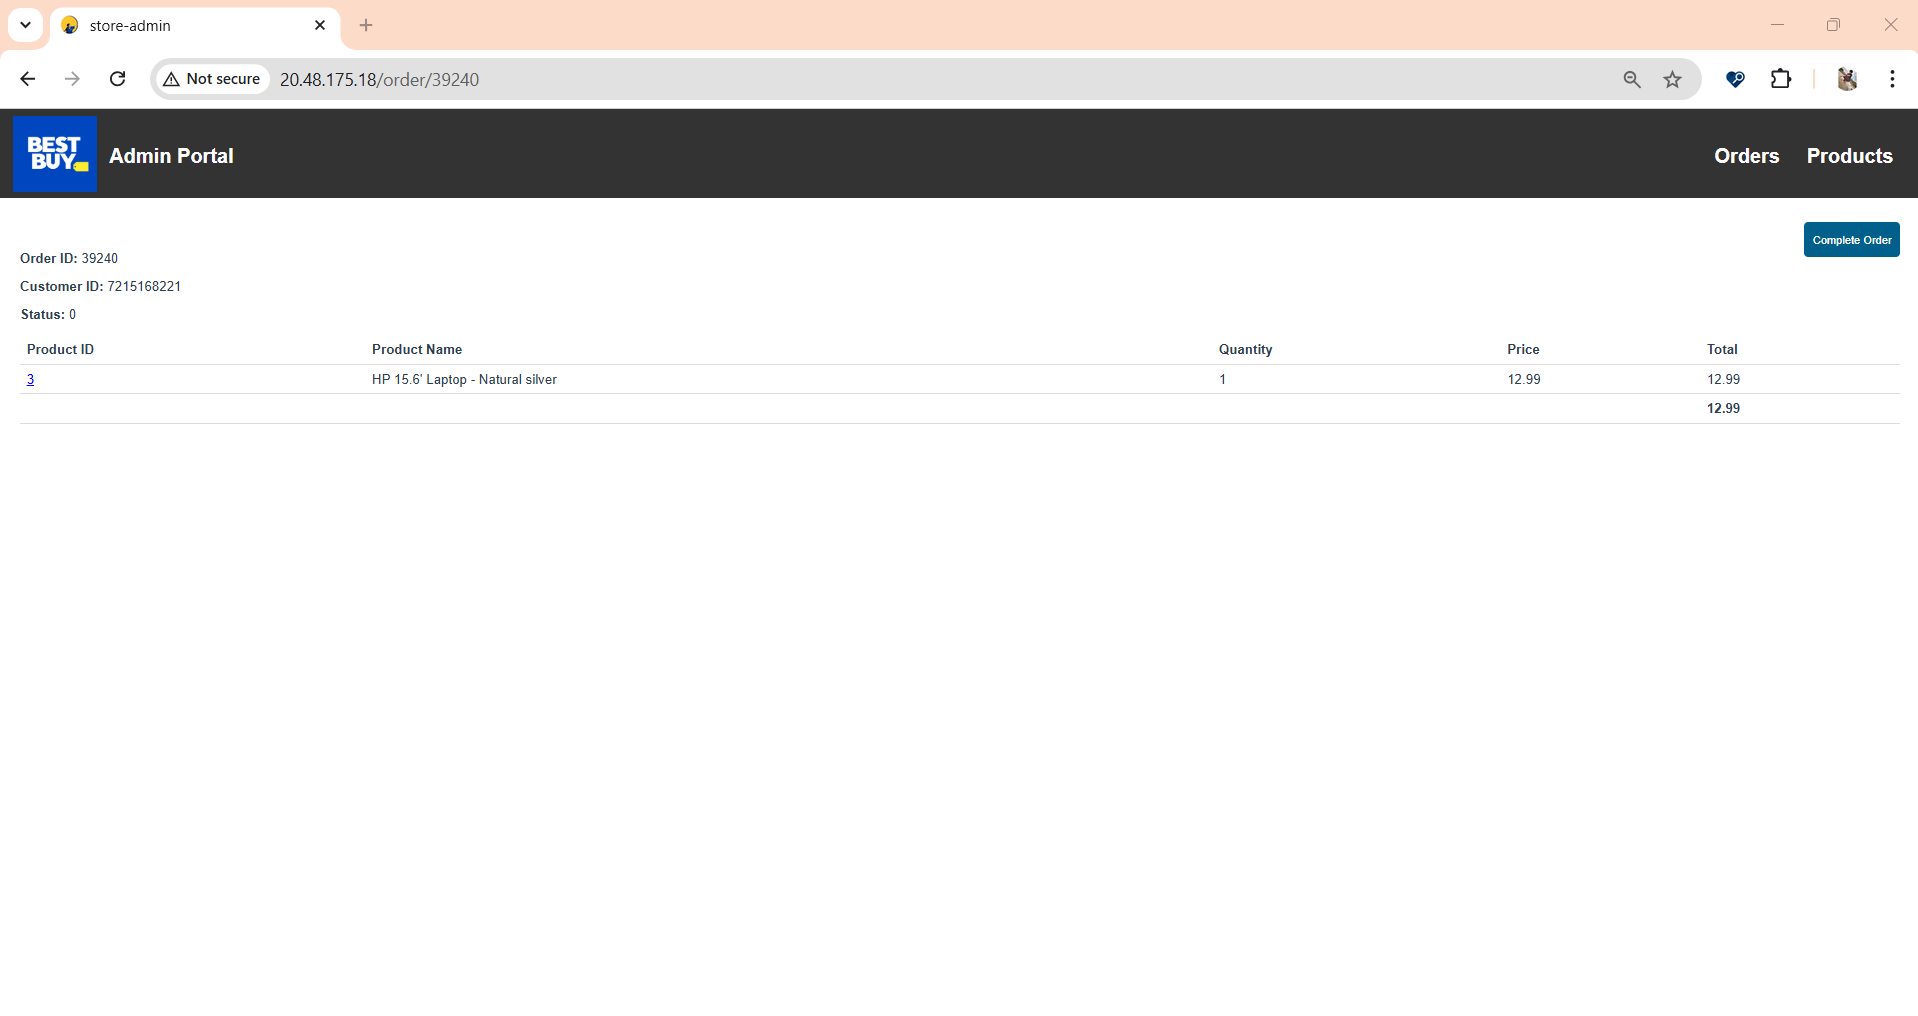 store-admin
Not secure 20.48.175.18/order/39240
BEST BUY Admin Portal Orders Products
Complete Order
Order ID: 39240
Customer ID: 7215168221
Status: 0
Product ID Product Name Quantity Price Total
3 HP 15.6' Laptop - Natural silver 1 12.99 12.99
12.99